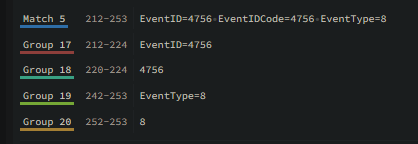 Match 5 212-253 EventID=4756-EventIDCode=4756-EventType=8
Group 17 212-224 EventID=4756
Group 18 220-224 4756
Group 19 242-253 EventType=8
Group 20 252-253 8